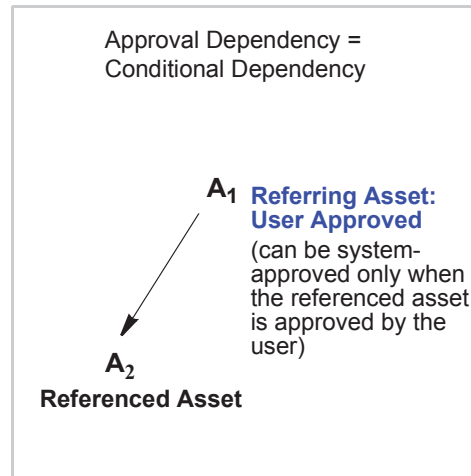 Approval Dependency =
Conditional Dependency
A₁ Referring Asset:
User Approved
(can be system-
approved only when
the referenced asset
is approved by the
user)
A₂
Referenced Asset